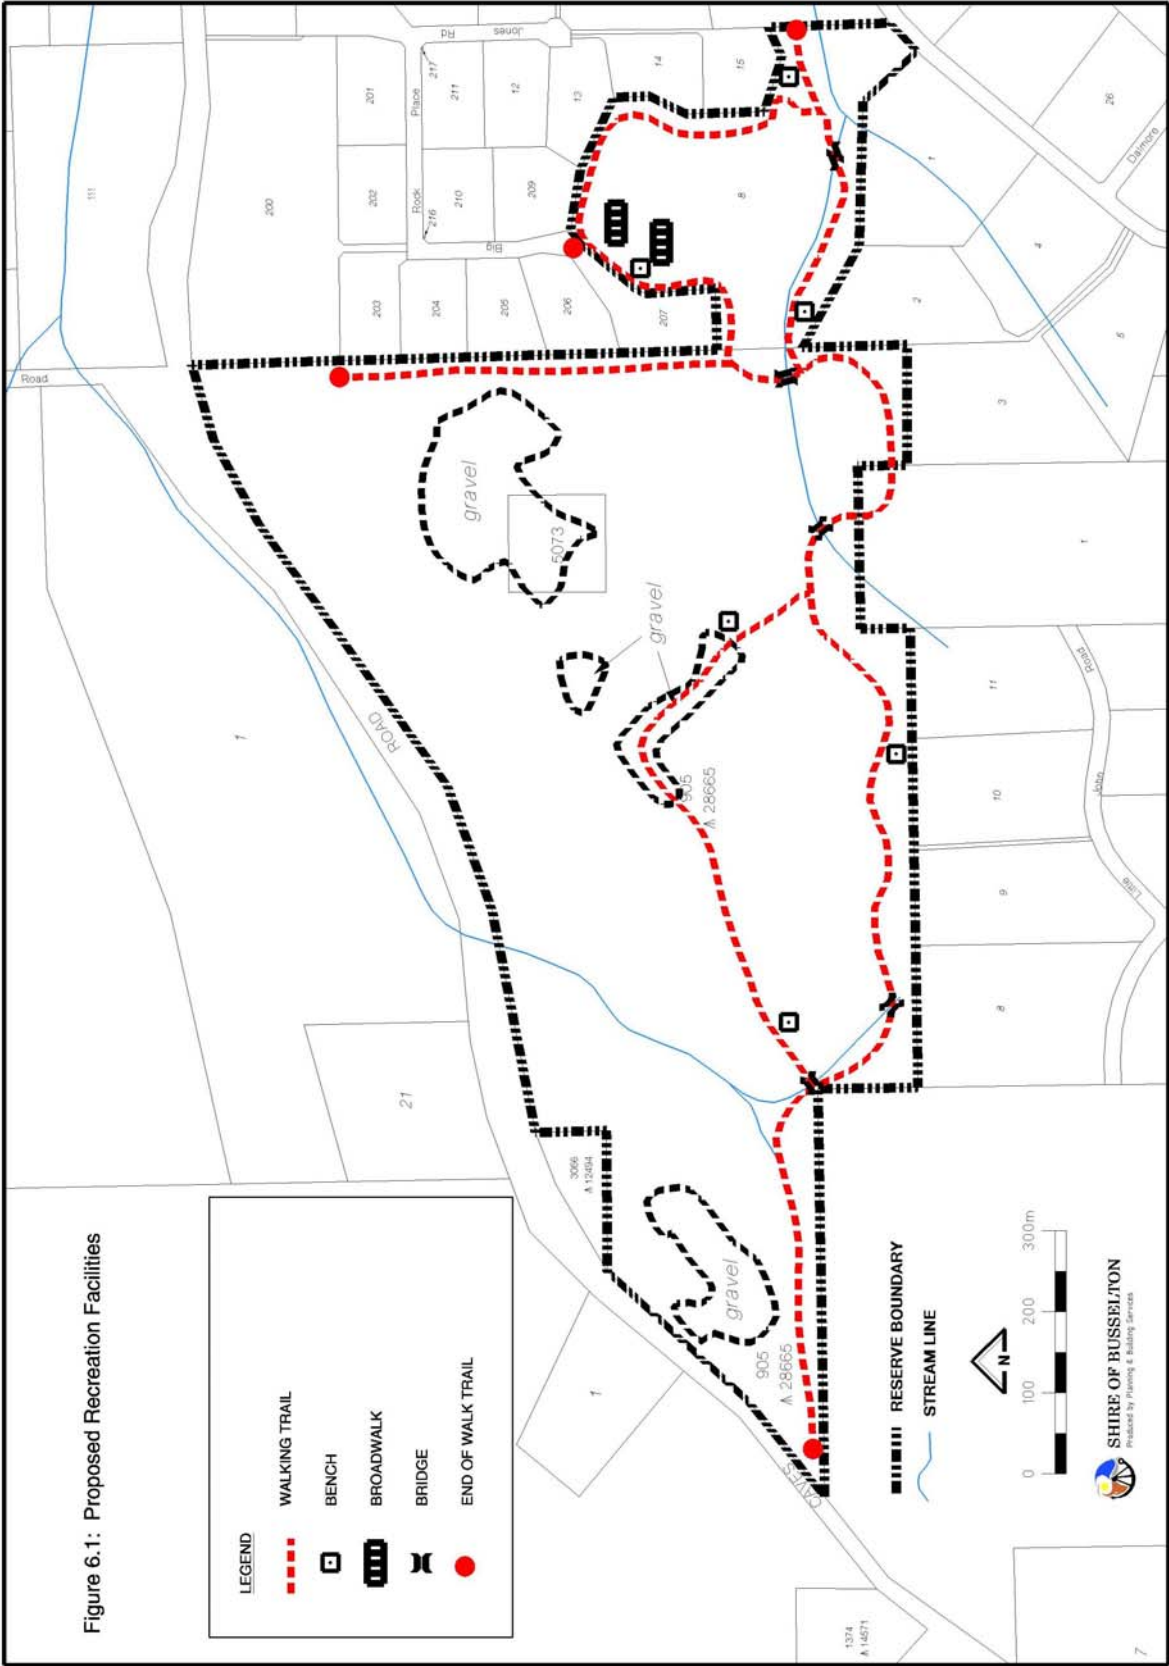 Figure 6.1: Proposed Recreation Facilities
LEGEND
WALKING TRAIL
BENCH
BROADWALK
BRIDGE
END OF WALK TRAIL
RESERVE BOUNDARY
STREAM LINE
N
0 100 200 300m
SHIRE OF BUSSELTON
Produced by Planning & Building Services
1374
A 14571
7
1
CAVES
ROAD
Road
21
1
111
3066
A 12494
gravel
905
A 28665
905
A 28665
gravel
gravel
5073
200
201
202
203
204
205
206
207
209
210
211
216
217
12
13
14
15
8
Big
Rock
Place
Jones
Rd
1
2
3
4
5
26
Dalmore
1
11
10
9
8
Little
John
Road